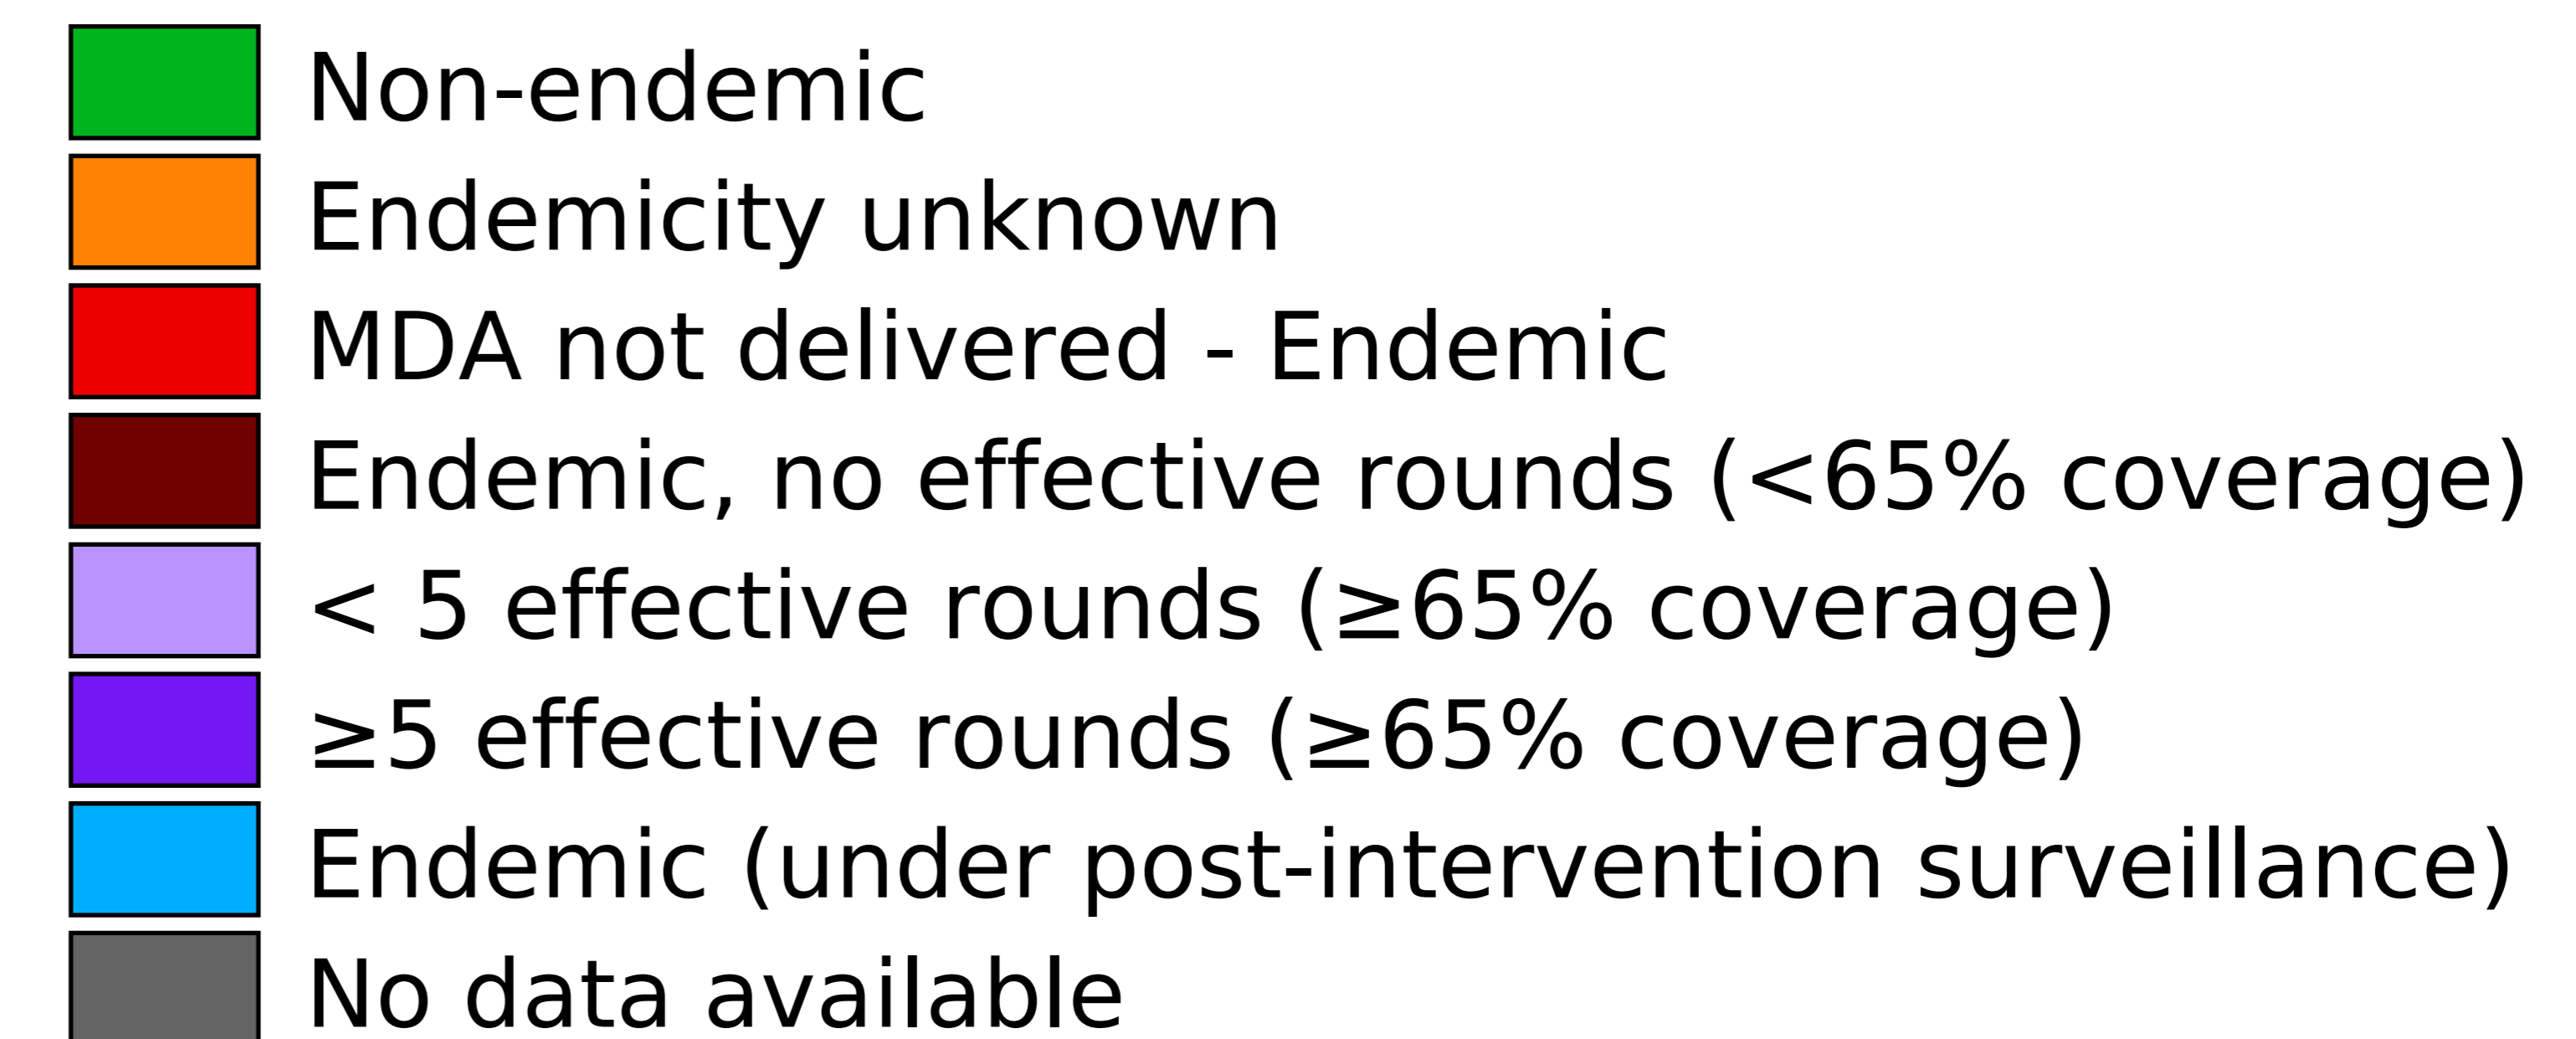 Non-endemic
Endemicity unknown
MDA not delivered - Endemic
Endemic, no effective rounds (<65% coverage)
< 5 effective rounds (≥65% coverage)
≥5 effective rounds (≥65% coverage)
Endemic (under post-intervention surveillance)
No data available